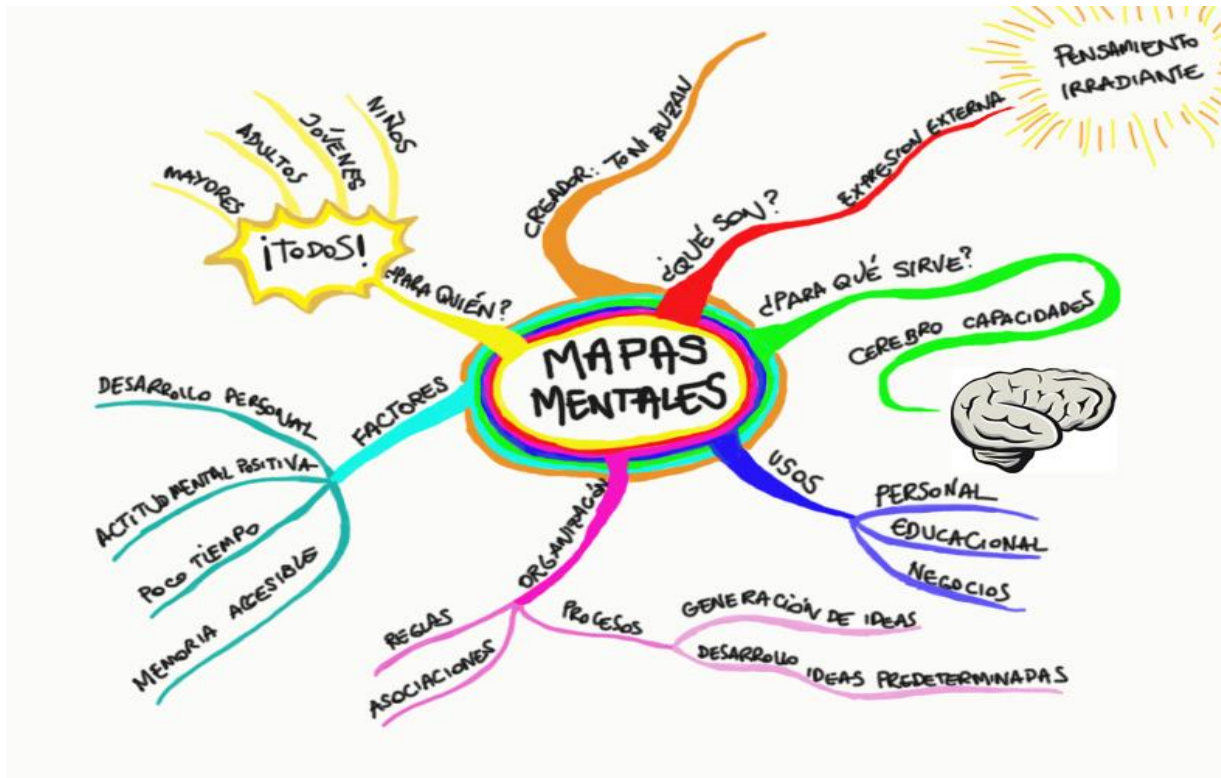 MAPAS
MENTALES
CREADOR: TONI BUZAN
¿QUÉ SON?
EXPRESION EXTERNA
PENSAMIENTO
IRRADIANTE
¿PARA QUÉ SIRVE?
CEREBRO CAPACIDADES
USOS
PERSONAL
EDUCACIONAL
NEGOCIOS
ORGANIZACIÓN
PROCESOS
GENERACIÓN DE IDEAS
DESARROLLO IDEAS PREDETERMINADAS
REGLAS
ASOCIACIONES
FACTORES
DESARROLLO PERSONAL
ACTITUD MENTAL POSITIVA
POCO TIEMPO
MEMORIA ACCESIBLE
¿PARA QUIÉN?
¡TODOS!
MAYORES
ADULTOS
JÓVENES
NIÑOS